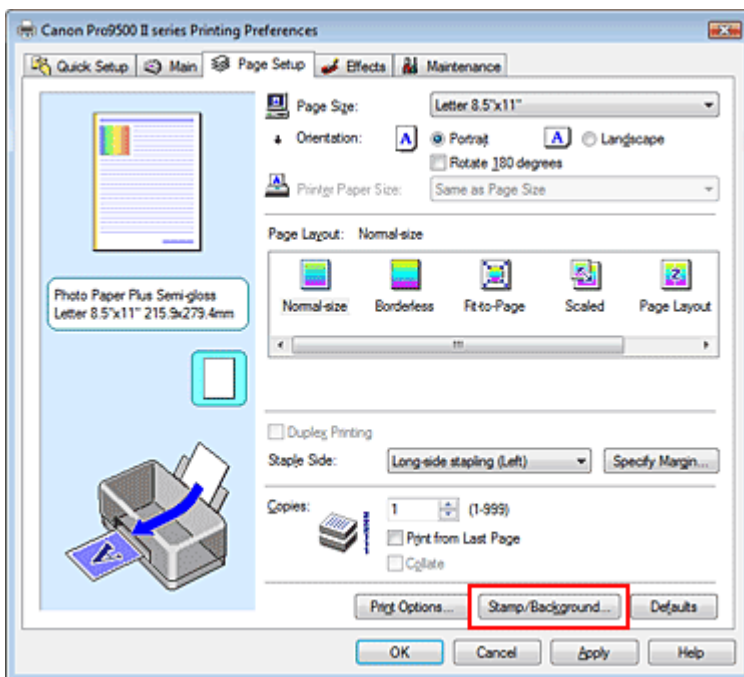 Canon Pro9500 II series Printing Preferences
Quick Setup Main Page Setup Effects Maintenance
Page Size: Letter 8.5"x11"
Orientation: A Portrait A Landscape
Rotate 180 degrees
Printer Paper Size: Same as Page Size
Page Layout: Normal-size
Normal-size Borderless Fit-to-Page Scaled Page Layout
Photo Paper Plus Semi-gloss
Letter 8.5"x11" 215.9x279.4mm
Duplex Printing
Staple Side: Long-side stapling (Left) Specify Margin...
Copies: 1 (1-999)
Print from Last Page
Collate
Print Options... Stamp/Background... Defaults
OK Cancel Apply Help